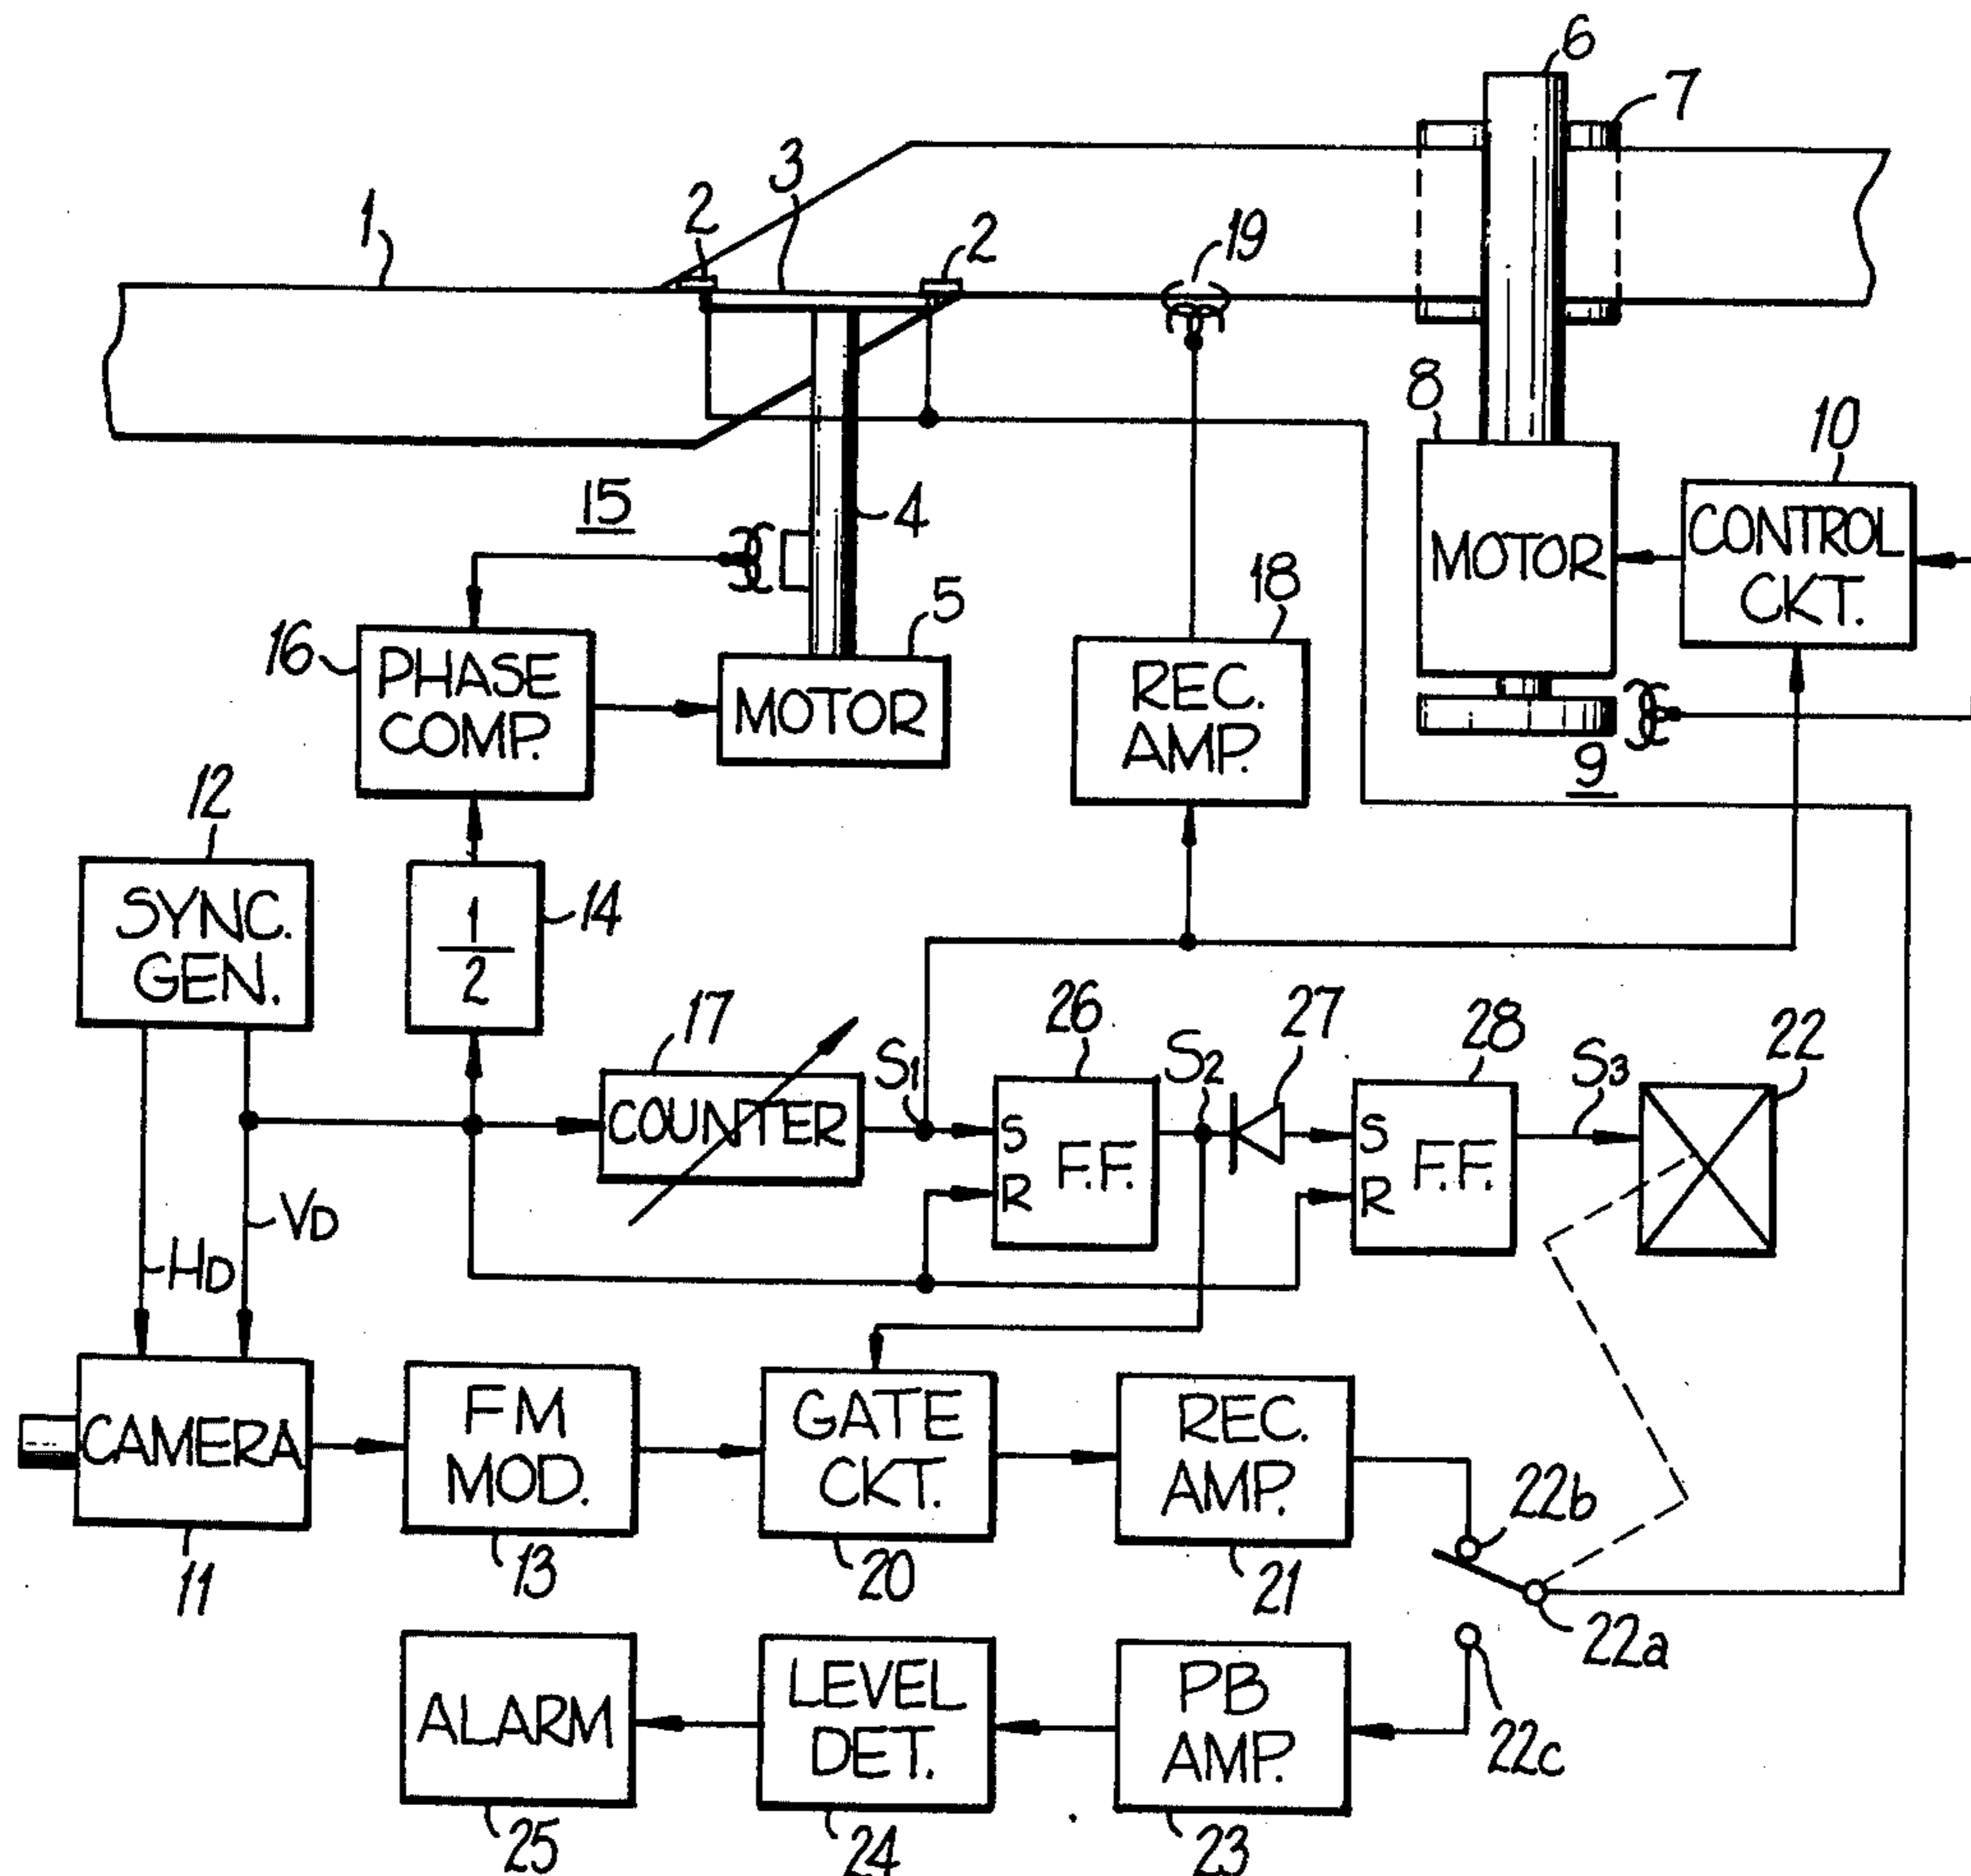 6
7
3
2
2
1
19
8
10
15
4
MOTOR
CONTROL
CKT.
18
5
16
PHASE
COMP.
MOTOR
REC.
AMP.
9
12
SYNC.
GEN.
1
2
14
17
26
27
28
22
S1
S2
S3
COUNTER
S
R
F.F.
S
R
F.F.
VD
HD
CAMERA
FM
MOD.
GATE
CKT.
REC.
AMP.
22b
11
13
20
21
22a
ALARM
LEVEL
DET.
PB
AMP.
22c
25
24
23